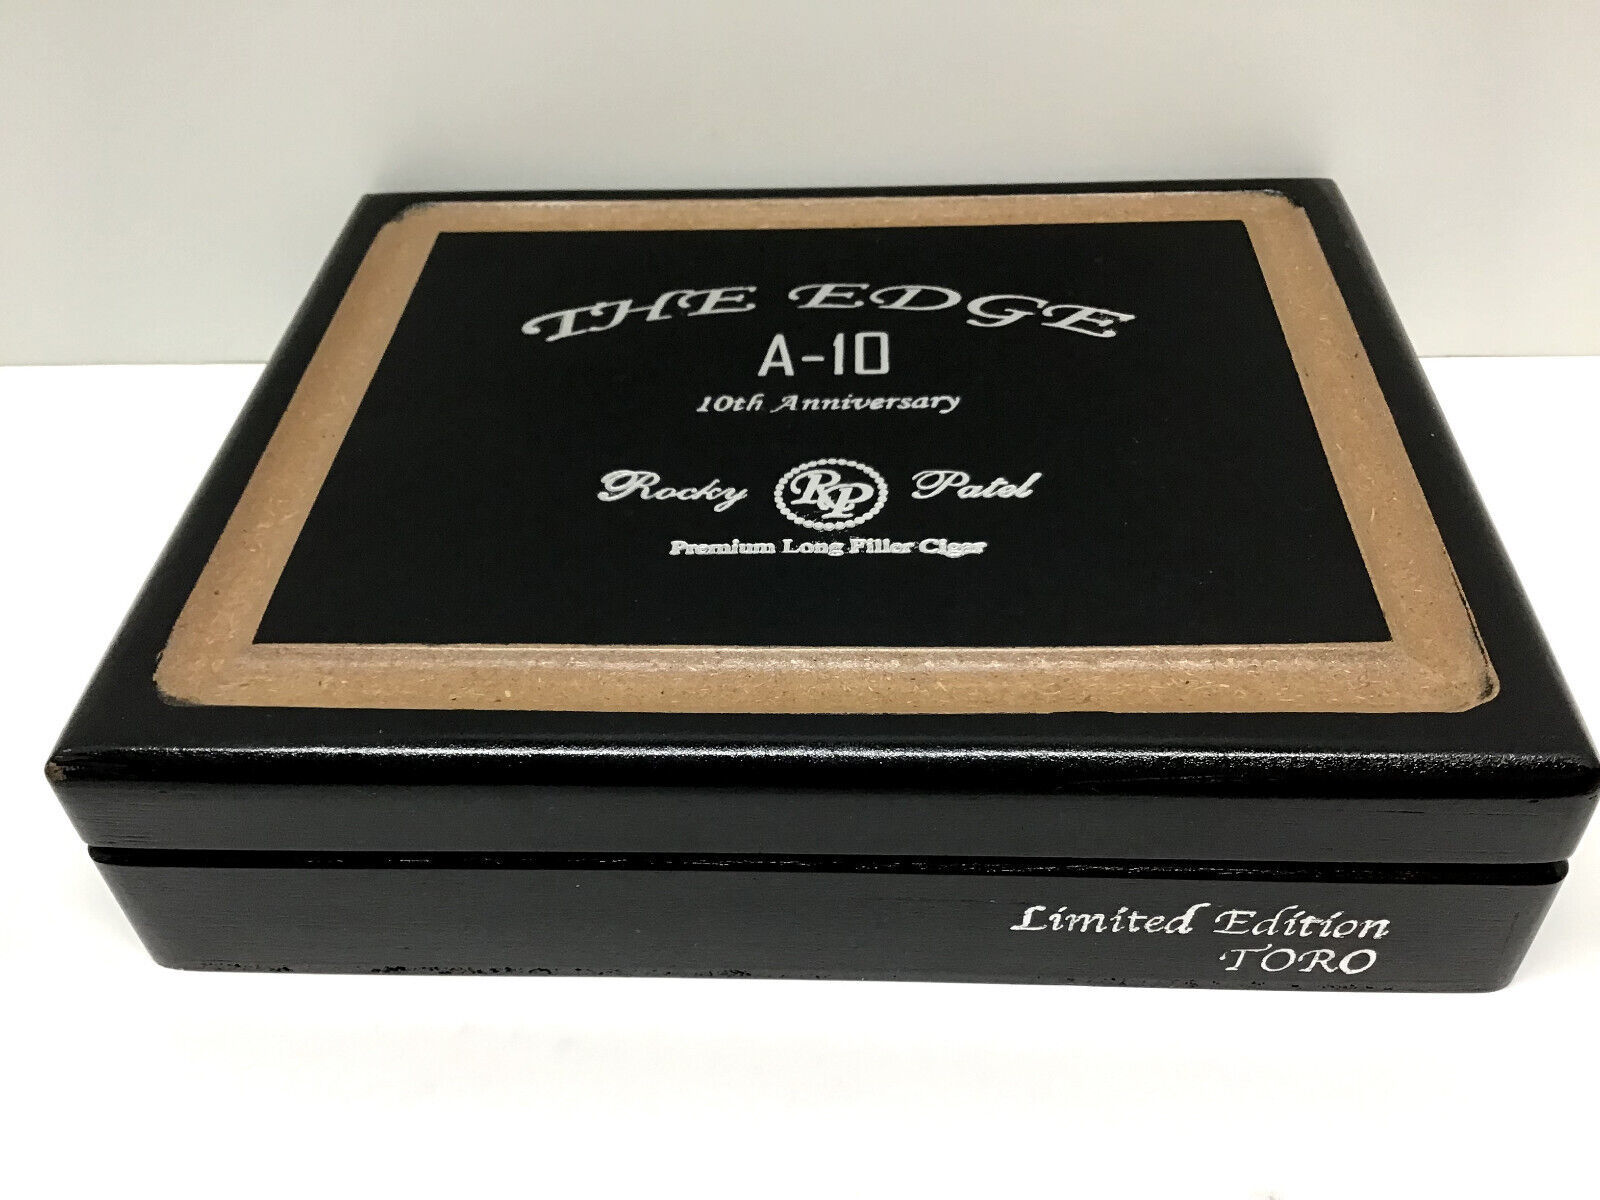 THE EDGE
A-10
10th Anniversary
Rocky RP Patel
Premium Long Filler Cigar
Limited Edition
TORO